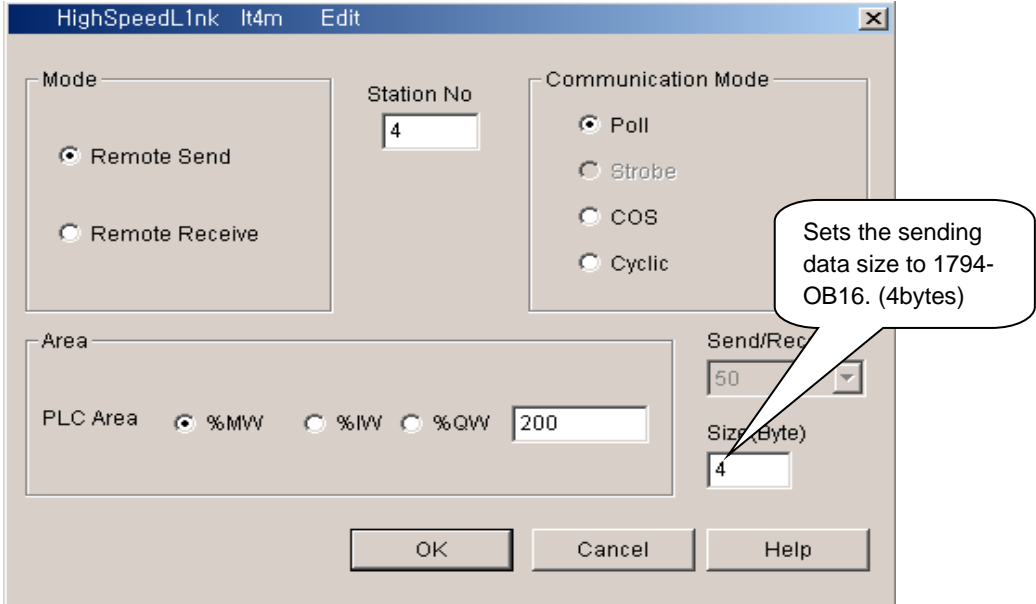 HighSpeedL1nk It4m Edit
Mode
Station No
4
Communication Mode
Remote Send
Remote Receive
Poll
Strobe
COS
Cyclic
Sets the sending
data size to 1794-
OB16. (4bytes)
Area
PLC Area %MW %IW %QW 200
Send/Rec
50
Size(Byte)
4
OK Cancel Help